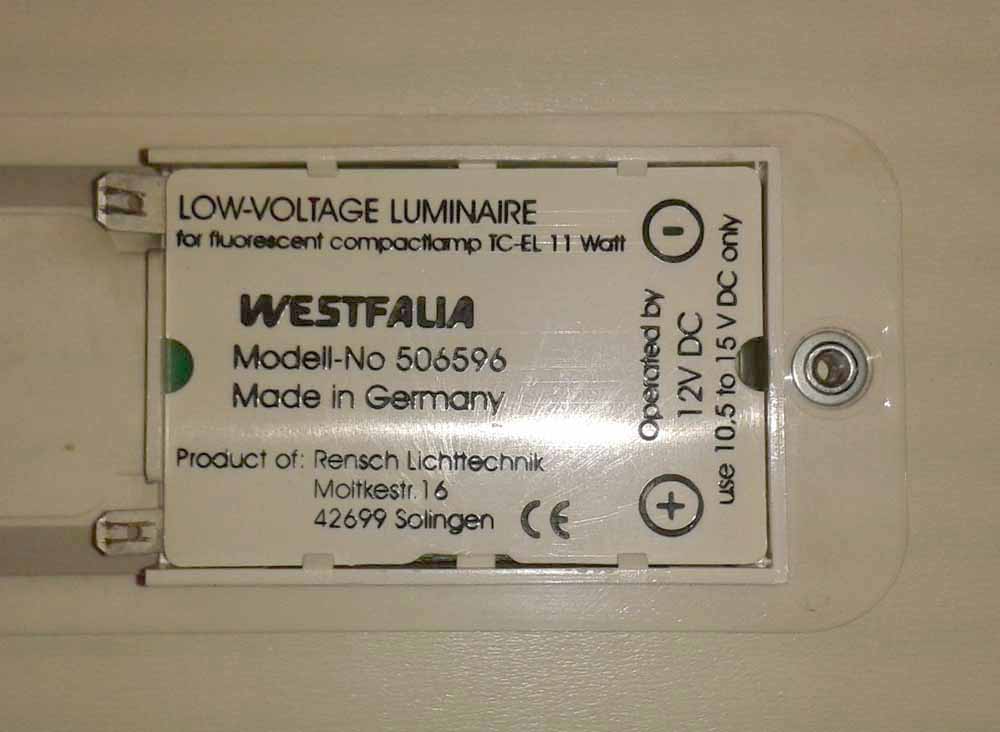 LOW-VOLTAGE LUMINAIRE
for fluorescent compactlamp TC-EL 11 Watt
WESTFALIA
Modell-No 506596
Made in Germany
Product of: Rensch Lichttechnik
Moltkestr. 16
42699 Solingen
CE
-
Operated by
12V DC
use 10,5 to 15 V DC only
+